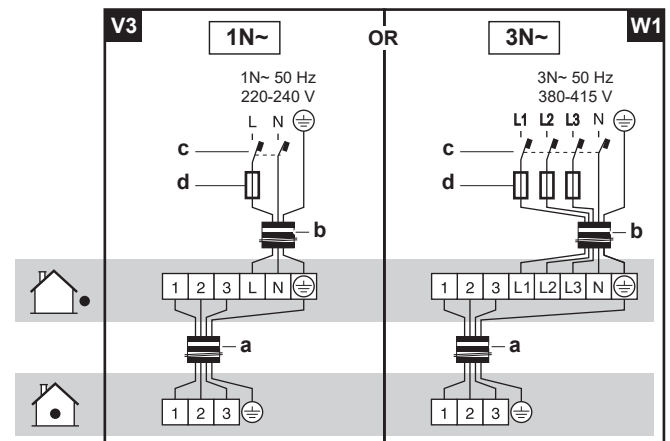 V3 1N~ OR 3N~ W1
1N~ 50 Hz 3N~ 50 Hz
220-240 V 380-415 V
L N L1 L2 L3 N
c c
d d
b b
1 2 3 L N 1 2 3 L1 L2 L3 N
a a
1 2 3 1 2 3